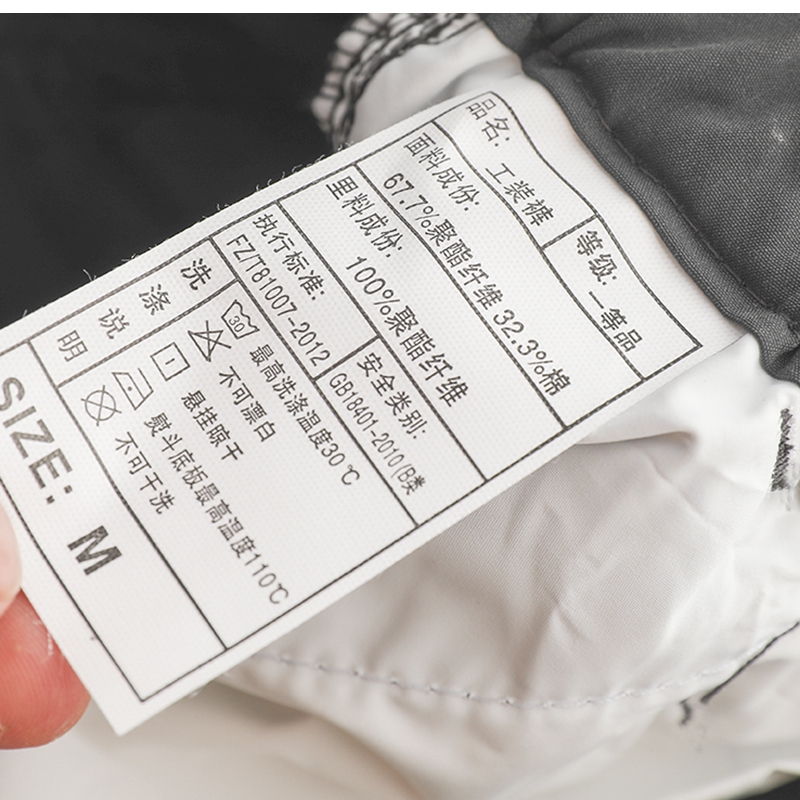 品名: 工装裤
等级: 一等品
面料成份:
67.7%聚酯纤维32.3%棉
里料成份:
100%聚酯纤维
执行标准:
FZ/T81007-2012
安全类别:
GB18401-2010(B类
洗涤说明
30 最高洗涤温度30℃
不可漂白
悬挂晾干
熨斗底板最高温度110℃
不可干洗
SIZE: M